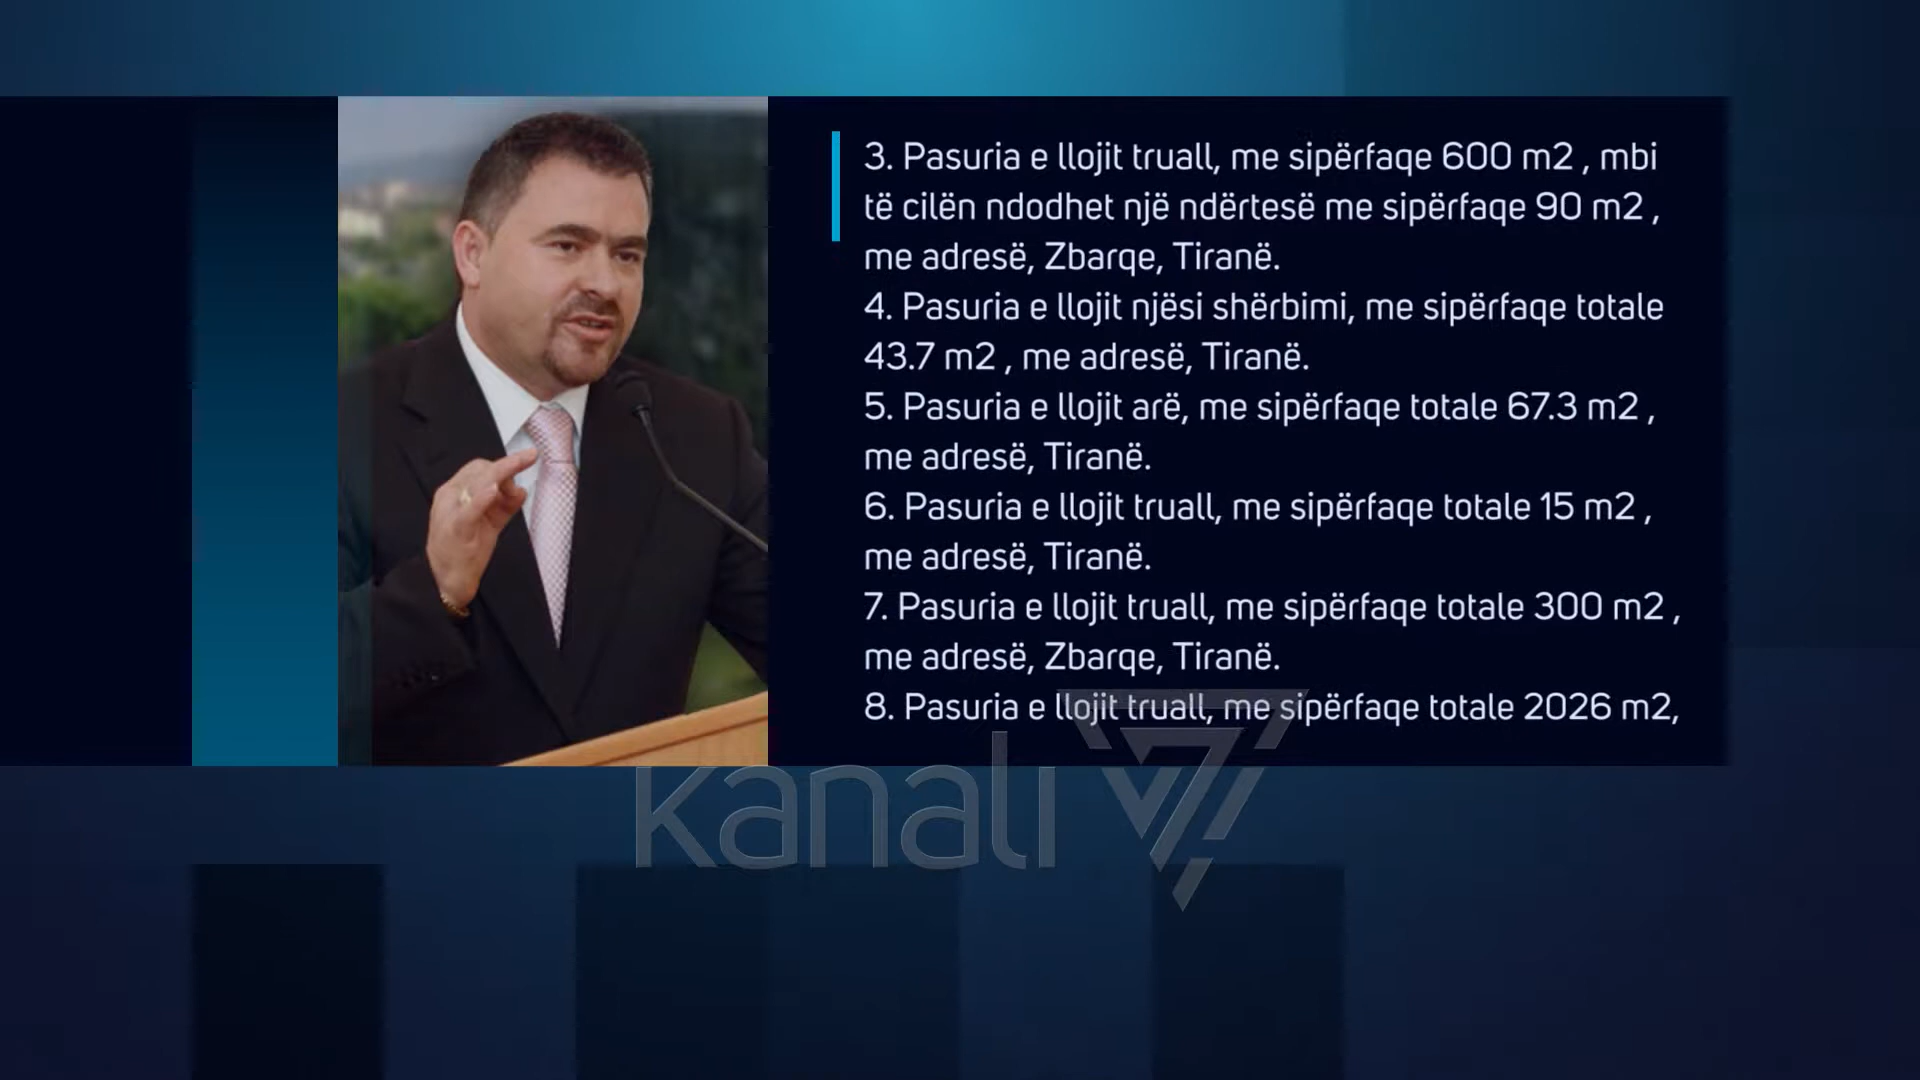 3. Pasuria e llojit truall, me sipërfaqe 600 m2 , mbi
të cilën ndodhet një ndërtesë me sipërfaqe 90 m2 ,
me adresë, Zbarqe, Tiranë.
4. Pasuria e llojit njësi shërbimi, me sipërfaqe totale
43.7 m2 , me adresë, Tiranë.
5. Pasuria e llojit arë, me sipërfaqe totale 67.3 m2 ,
me adresë, Tiranë.
6. Pasuria e llojit truall, me sipërfaqe totale 15 m2 ,
me adresë, Tiranë.
7. Pasuria e llojit truall, me sipërfaqe totale 300 m2 ,
me adresë, Zbarqe, Tiranë.
8. Pasuria e llojit truall, me sipërfaqe totale 2026 m2,
kanali 7